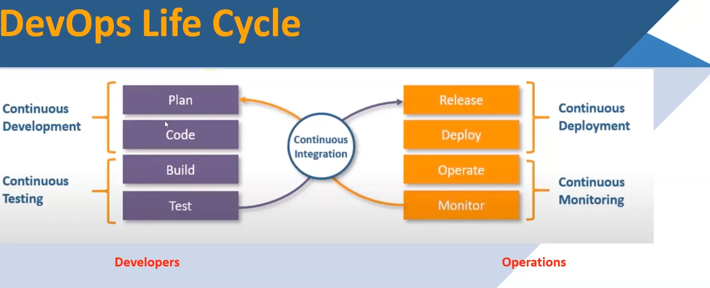 DevOps Life Cycle
Continuous
Development
Plan
Code
Continuous
Testing
Build
Test
Continuous
Integration
Release
Deploy
Continuous
Deployment
Operate
Monitor
Continuous
Monitoring
Developers
Operations